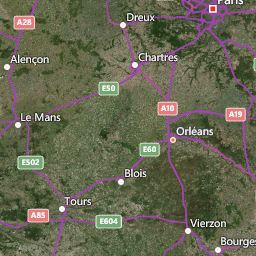 Paris
Dreux
A28
Chartres
Alençon
E50
A10
A19
Le Mans
Orléans
E60
E502
Blois
Tours
A85
E604
Vierzon
Bourges